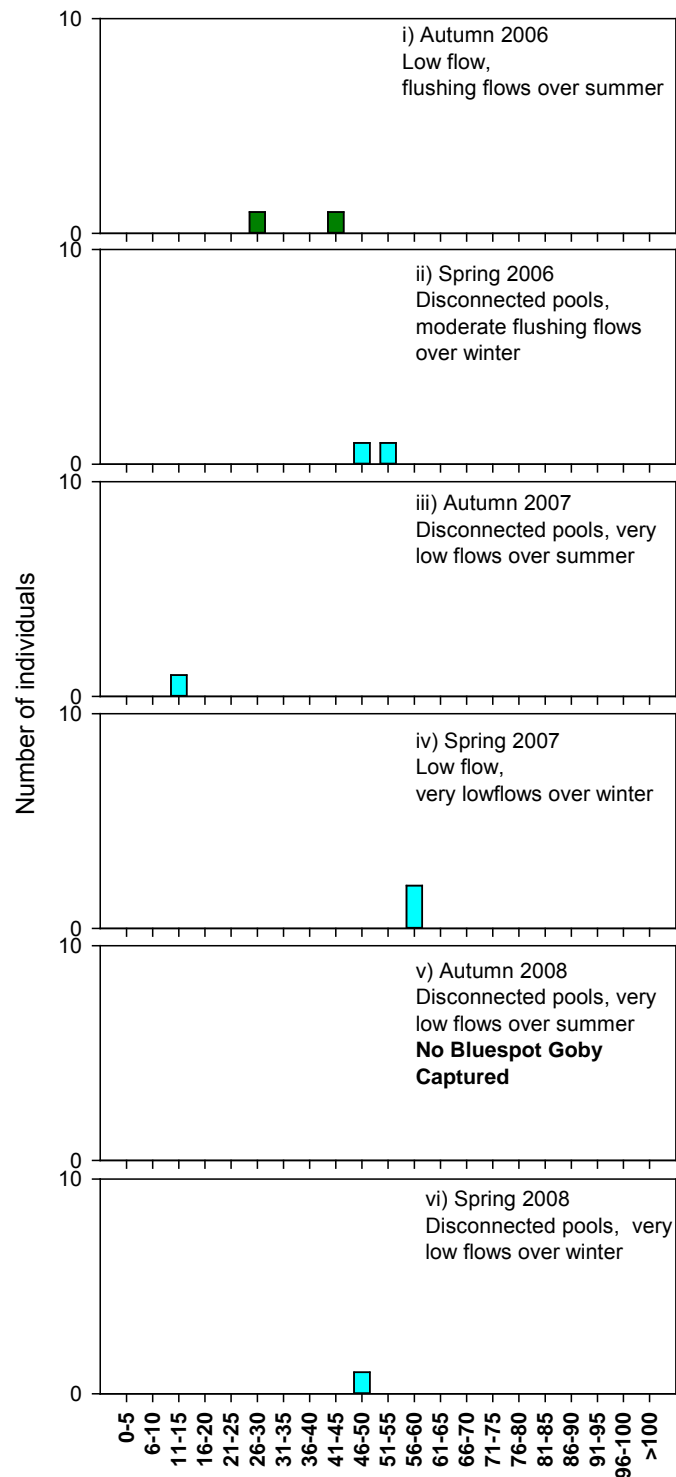 Number of individuals
10
i) Autumn 2006
Low flow,
flushing flows over summer
0
10
ii) Spring 2006
Disconnected pools,
moderate flushing flows
over winter
0
10
iii) Autumn 2007
Disconnected pools, very
low flows over summer
0
10
iv) Spring 2007
Low flow,
very lowflows over winter
0
10
v) Autumn 2008
Disconnected pools, very
low flows over summer
No Bluespot Goby
Captured
0
10
vi) Spring 2008
Disconnected pools, very
low flows over winter
0
0-5
6-10
11-15
16-20
21-25
26-30
31-35
36-40
41-45
46-50
51-55
56-60
61-65
66-70
71-75
76-80
81-85
86-90
91-95
96-100
>100